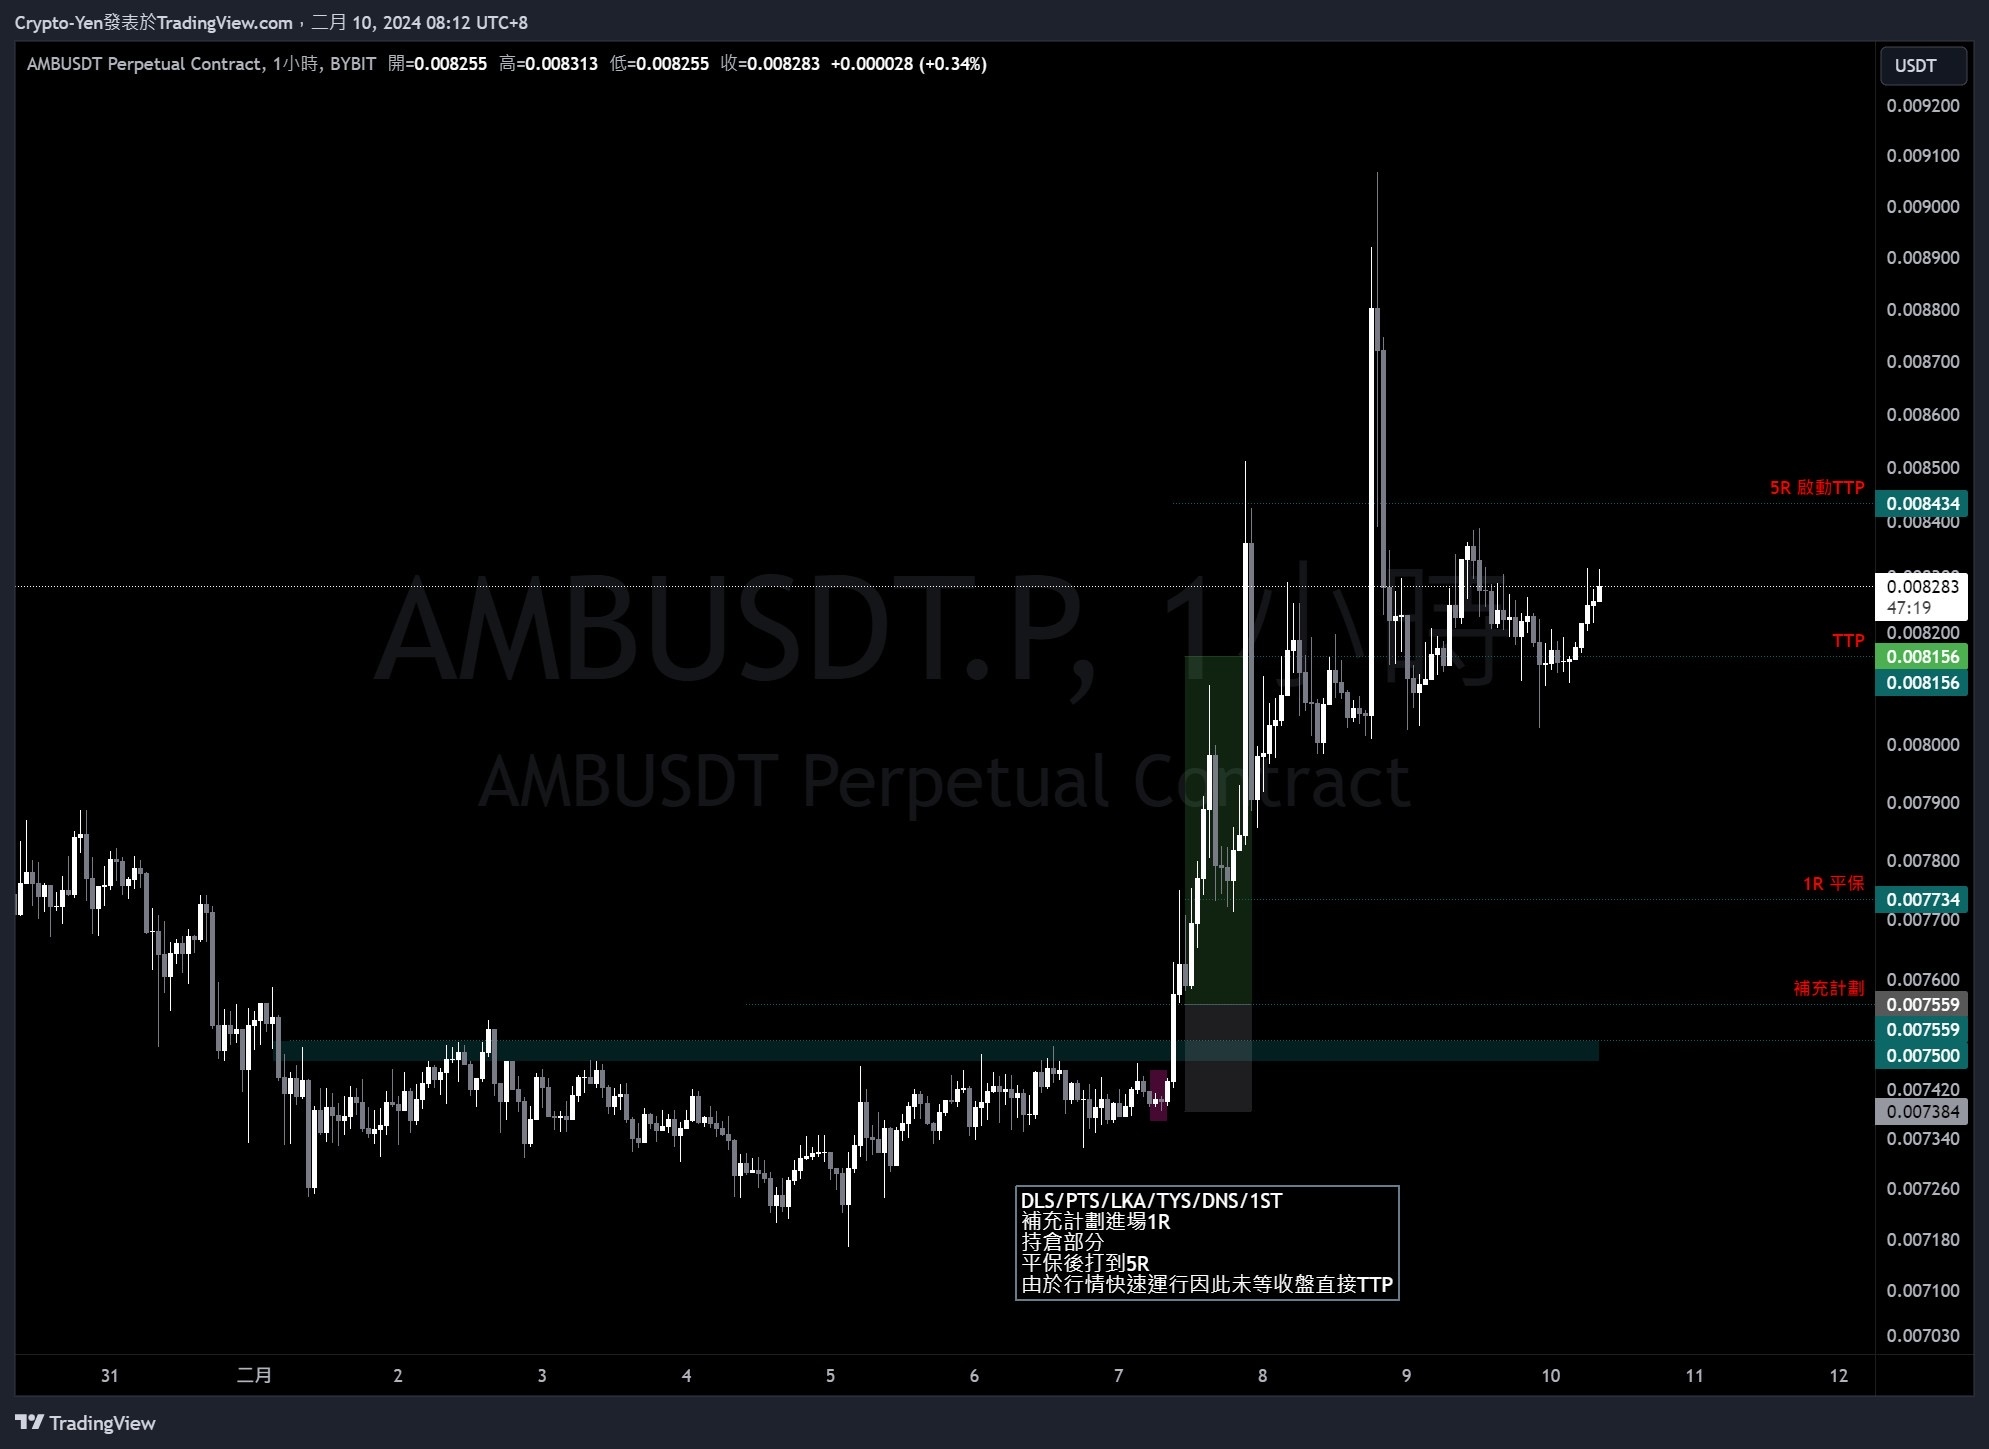 Crypto-Yen發表於TradingView.com，二月 10, 2024 08:12 UTC+8
AMBUSDT Perpetual Contract, 1小時, BYBIT 開=0.008255 高=0.008313 低=0.008255 收=0.008283 +0.000028 (+0.34%)
USDT
0.009200
0.009100
0.009000
0.008900
0.008800
0.008700
0.008600
0.008500
5R 啟動TTP
0.008434
0.008400
0.008283
47:19
AMBUSDT.P, 1小時
0.008200
TTP
0.008156
0.008156
0.008000
AMBUSDT Perpetual Contract
0.007900
0.007800
1R 平保
0.007734
0.007700
0.007600
補充計劃
0.007559
0.007559
0.007500
0.007420
0.007384
0.007340
0.007260
DLS/PTS/LKA/TYS/DNS/1ST
補充計劃進場1R
持倉部分
平保後打到5R
由於行情快速運行因此未等收盤直接TTP
0.007180
0.007100
0.007030
31 二月 2 3 4 5 6 7 8 9 10 11 12
TradingView